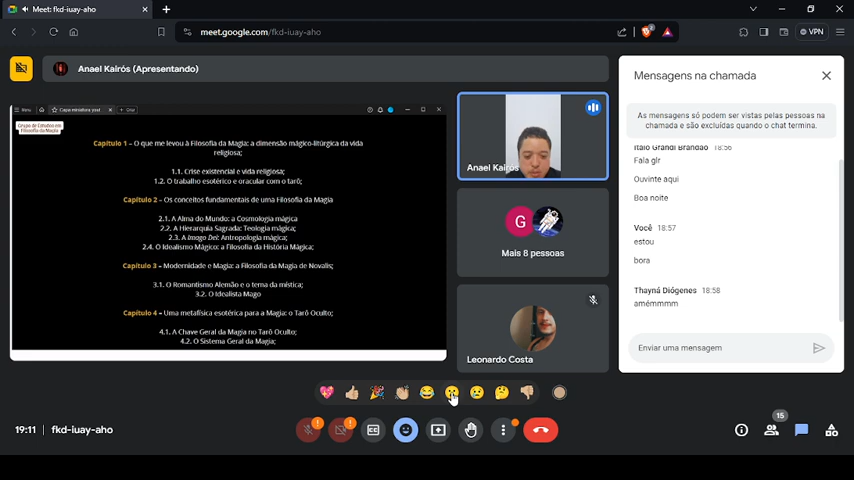 Meet: fkd-iuay-aho
meet.google.com/fkd-iuay-aho
VPN
Anael Kairós (Apresentando)
Menu
Grupo de Estudos em
Filosofia da Magia
Capítulo 1 – O que me levou à Filosofia da Magia: a dimensão mágico-litúrgica da vida
religiosa;
1.1. Crise existencial e vida religiosa;
1.2. O trabalho esotérico e oracular com o tarô;
Capítulo 2 – Os conceitos fundamentais de uma Filosofia da Magia
2.1. A Alma do Mundo: a Cosmologia mágica
2.2. A Hierarquia Sagrada: Teologia mágica;
2.3. A Imago Dei: Antropologia mágica;
2.4. O Idealismo Mágico: a Filosofia da História Mágica;
Capítulo 3 – Modernidade e Magia: a Filosofia da Magia de Novalis;
3.1. O Romantismo Alemão e o tema da mística;
3.2. O Idealista Mago
Capítulo 4 – Uma metafísica esotérica para a Magia: o Tarô Oculto;
4.1. A Chave Geral da Magia no Tarô Oculto;
4.2. O Sistema Geral da Magia;
Anael Kairós
G
Mais 8 pessoas
Leonardo Costa
Mensagens na chamada
As mensagens só podem ser vistas pelas pessoas na
chamada e são excluídas quando o chat termina.
Italo Grandi Brandao 18:56
Fala glr
Ouvinte aqui
Boa noite
Você 18:57
estou
bora
Thayná Diógenes 18:58
amémmmm
Enviar uma mensagem
19:11 | fkd-iuay-aho
15